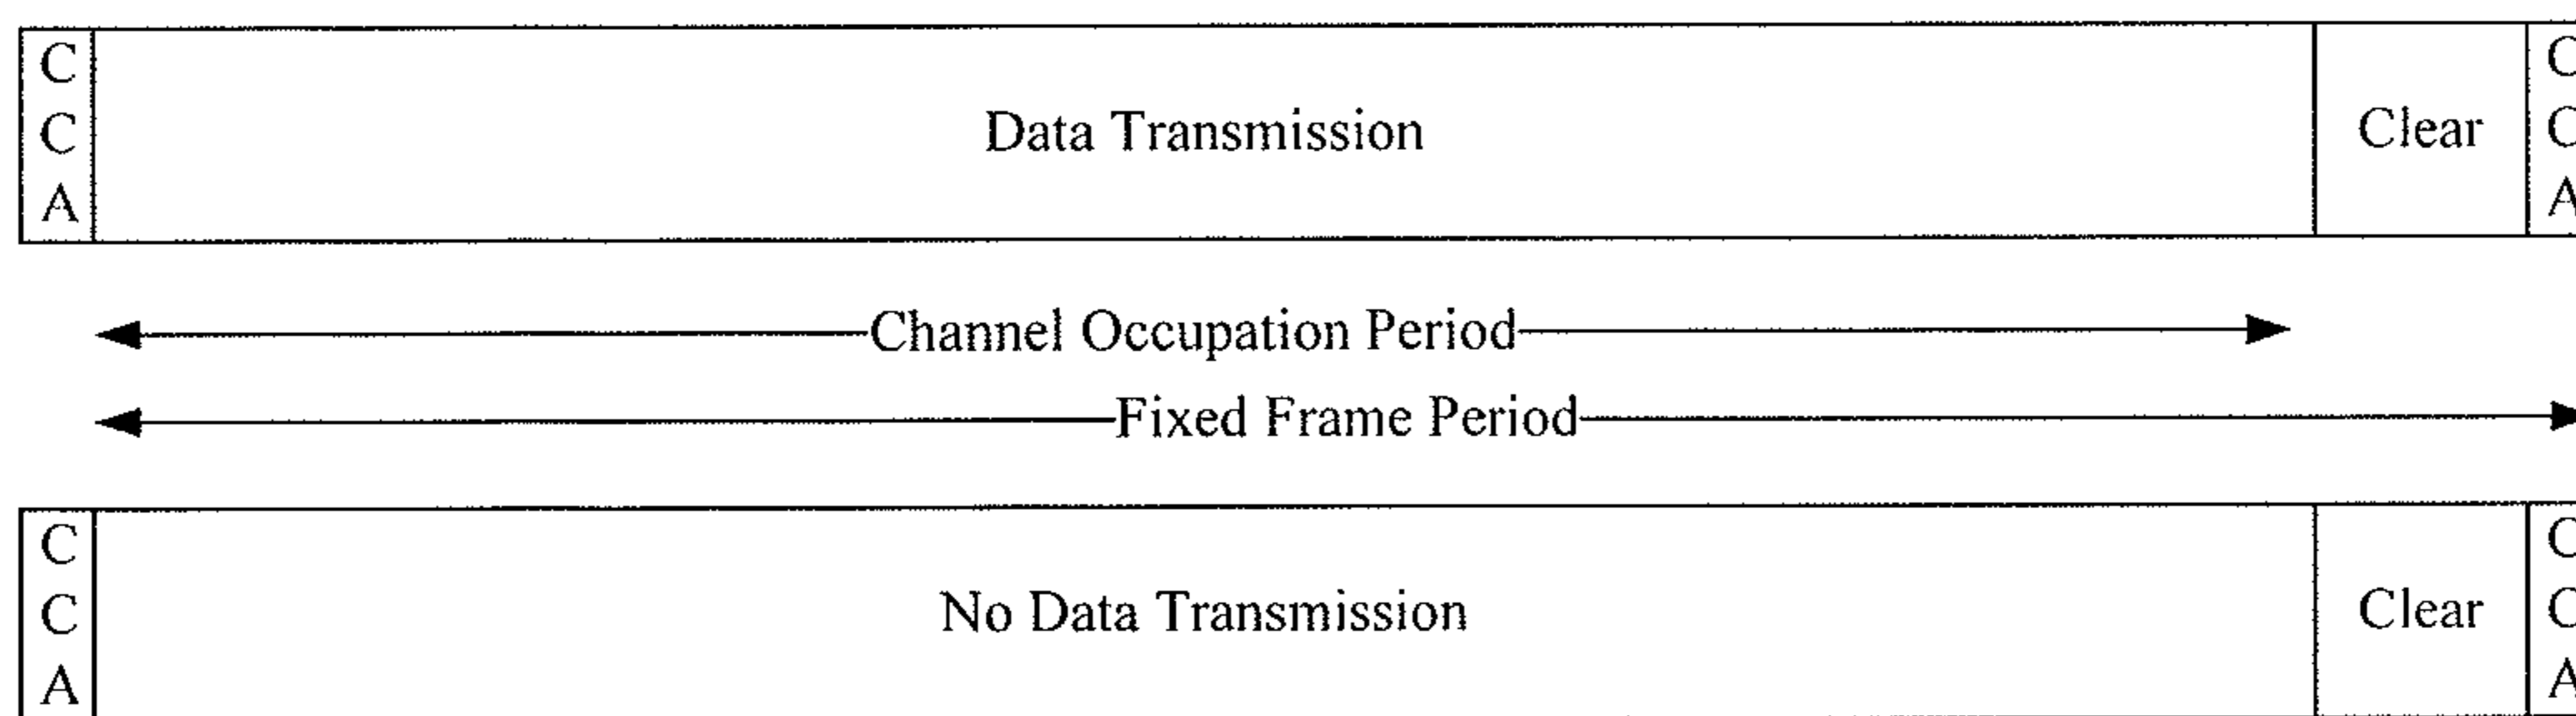 C
C
A
Data Transmission
Clear
C
C
A
Channel Occupation Period
Fixed Frame Period
C
C
A
No Data Transmission
Clear
C
C
A